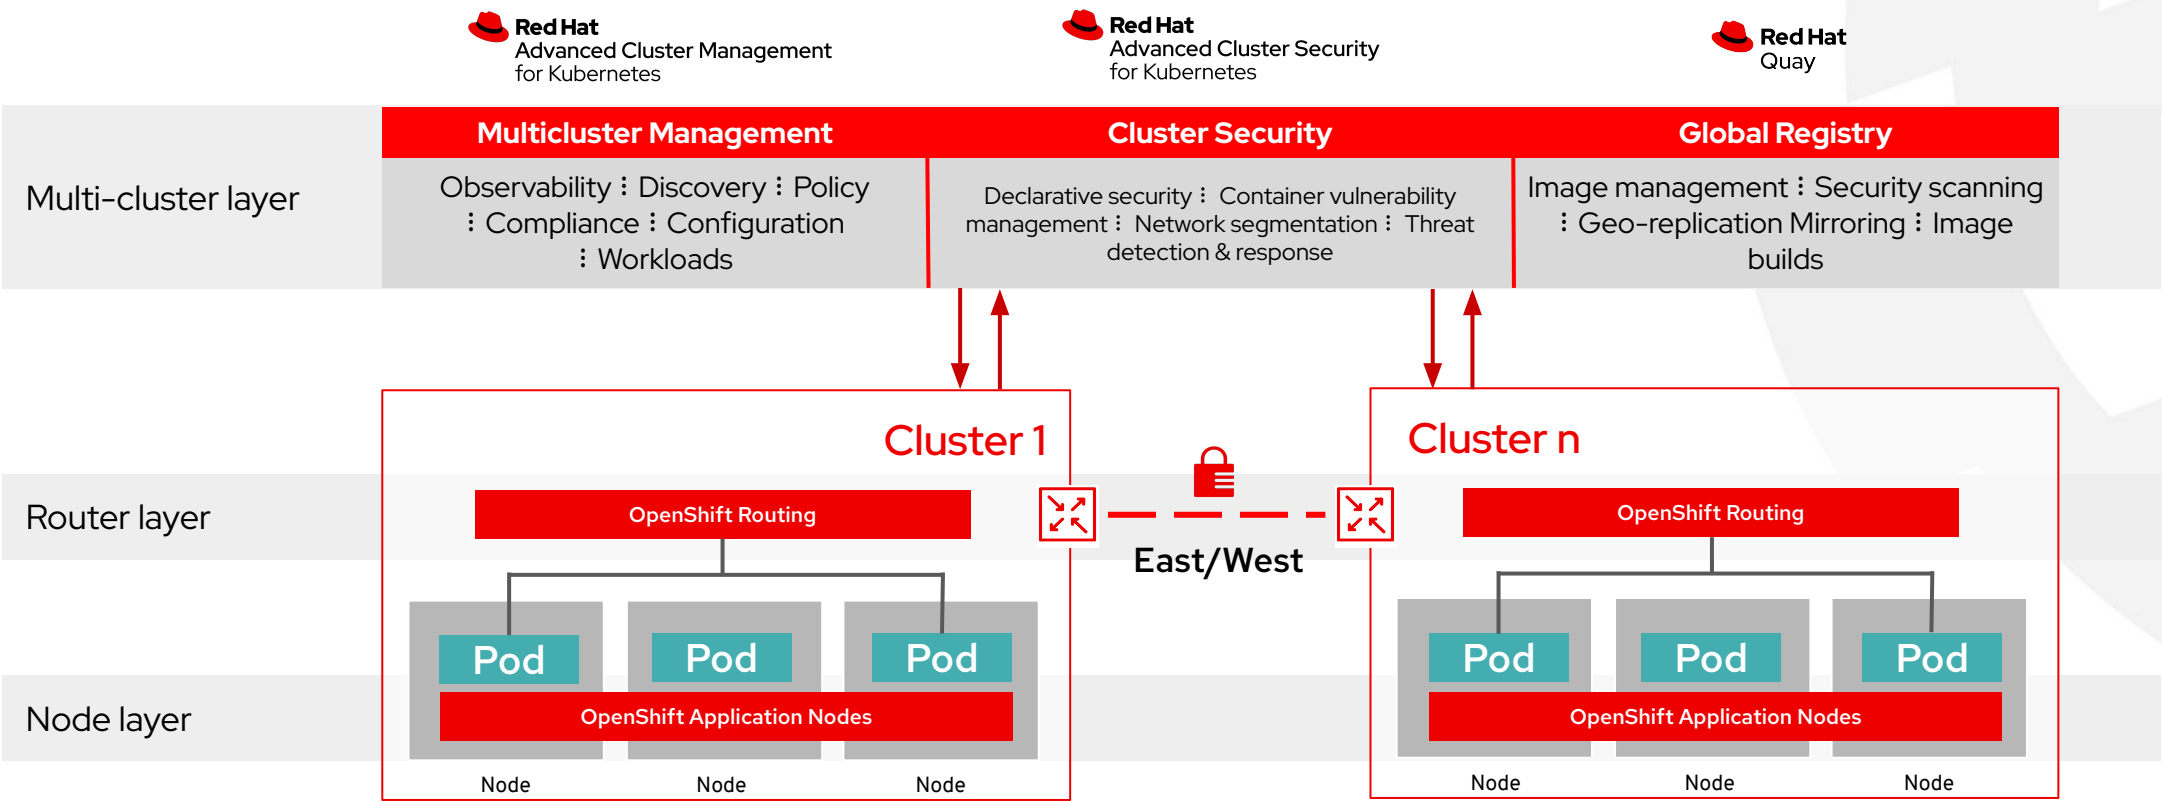 Red Hat
Advanced Cluster Management
for Kubernetes
Red Hat
Advanced Cluster Security
for Kubernetes
Red Hat
Quay
Multicluster Management
Cluster Security
Global Registry
Multi-cluster layer
Observability ⋮ Discovery ⋮ Policy
⋮ Compliance ⋮ Configuration
⋮ Workloads
Declarative security ⋮ Container vulnerability
management ⋮ Network segmentation ⋮ Threat
detection & response
Image management ⋮ Security scanning
⋮ Geo-replication Mirroring ⋮ Image
builds
Cluster 1
Cluster n
Router layer
OpenShift Routing
East/West
OpenShift Routing
Pod
Pod
Pod
Pod
Pod
Pod
Node layer
OpenShift Application Nodes
OpenShift Application Nodes
Node
Node
Node
Node
Node
Node